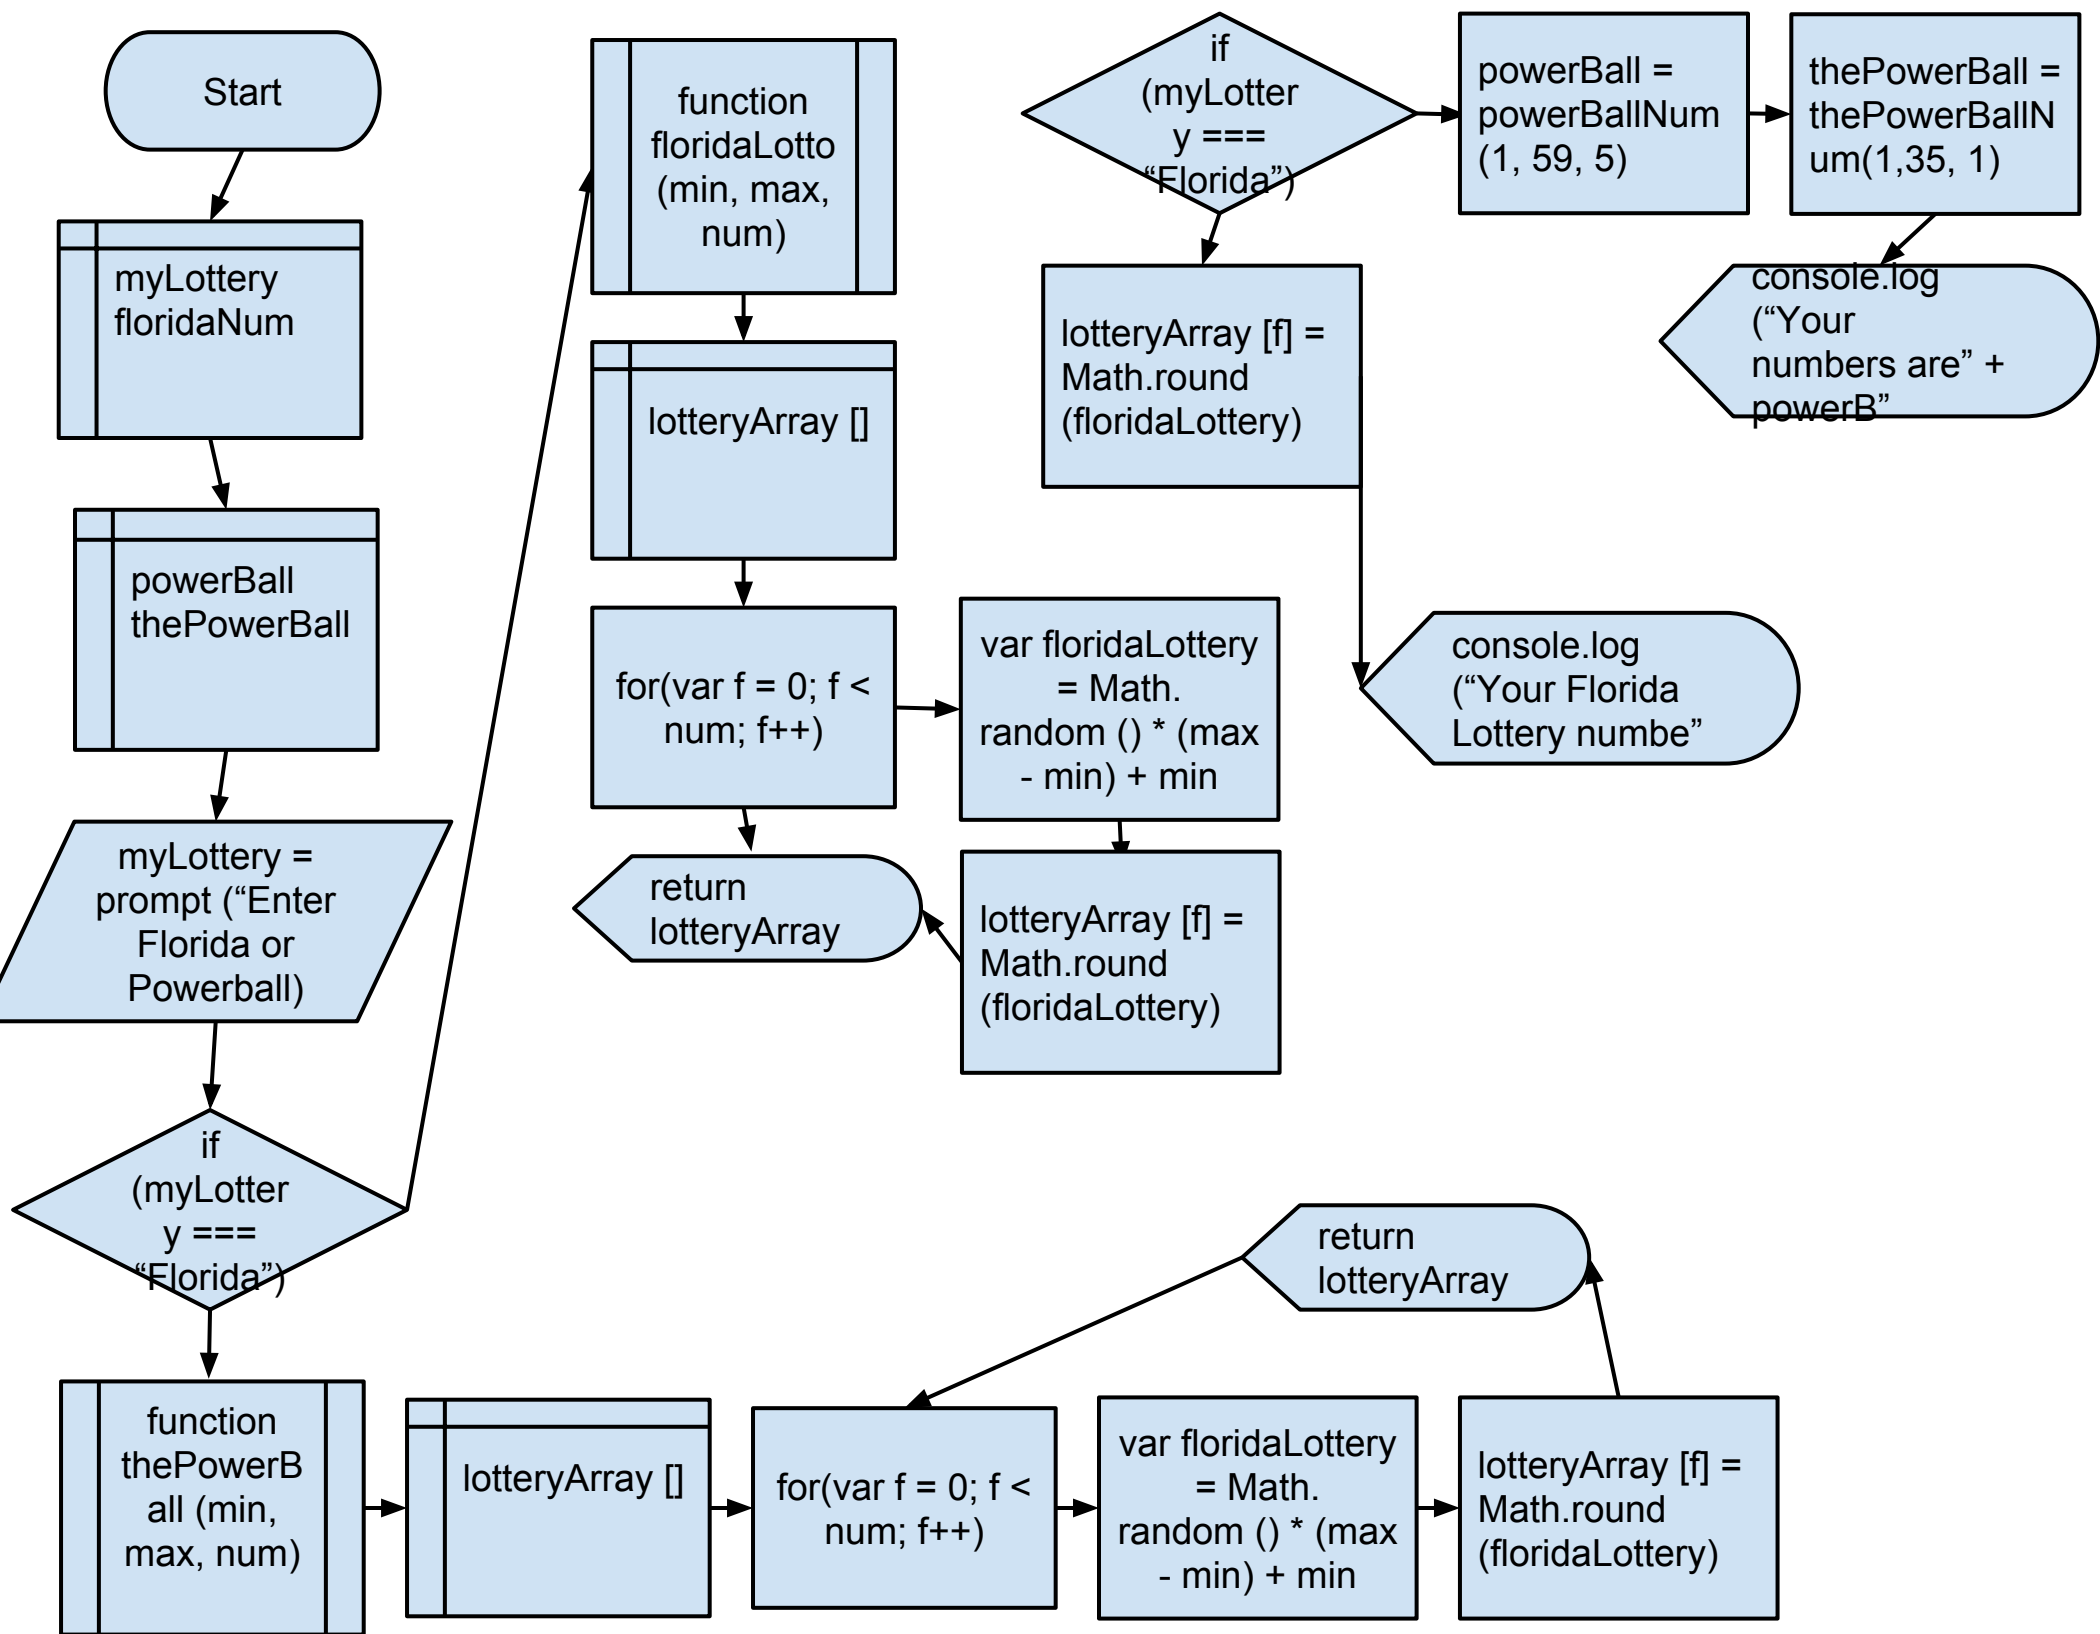 Start
myLottery
floridaNum
powerBall
thePowerBall
myLottery =
prompt (“Enter
Florida or
Powerball)
if
(myLotter
y ===
“Florida”)
function
thePowerB
all (min,
max, num)
lotteryArray []
for(var f = 0; f <
num; f++)
var floridaLottery
= Math.
random () * (max
- min) + min
lotteryArray [f] =
Math.round
(floridaLottery)
return
lotteryArray
function
floridaLotto
(min, max,
num)
lotteryArray []
for(var f = 0; f <
num; f++)
var floridaLottery
= Math.
random () * (max
- min) + min
lotteryArray [f] =
Math.round
(floridaLottery)
return
lotteryArray
if
(myLotter
y ===
“Florida”)
powerBall =
powerBallNum
(1, 59, 5)
thePowerBall =
thePowerBallN
um(1,35, 1)
console.log
(“Your
numbers are” +
powerB”
lotteryArray [f] =
Math.round
(floridaLottery)
console.log
(“Your Florida
Lottery numbe”